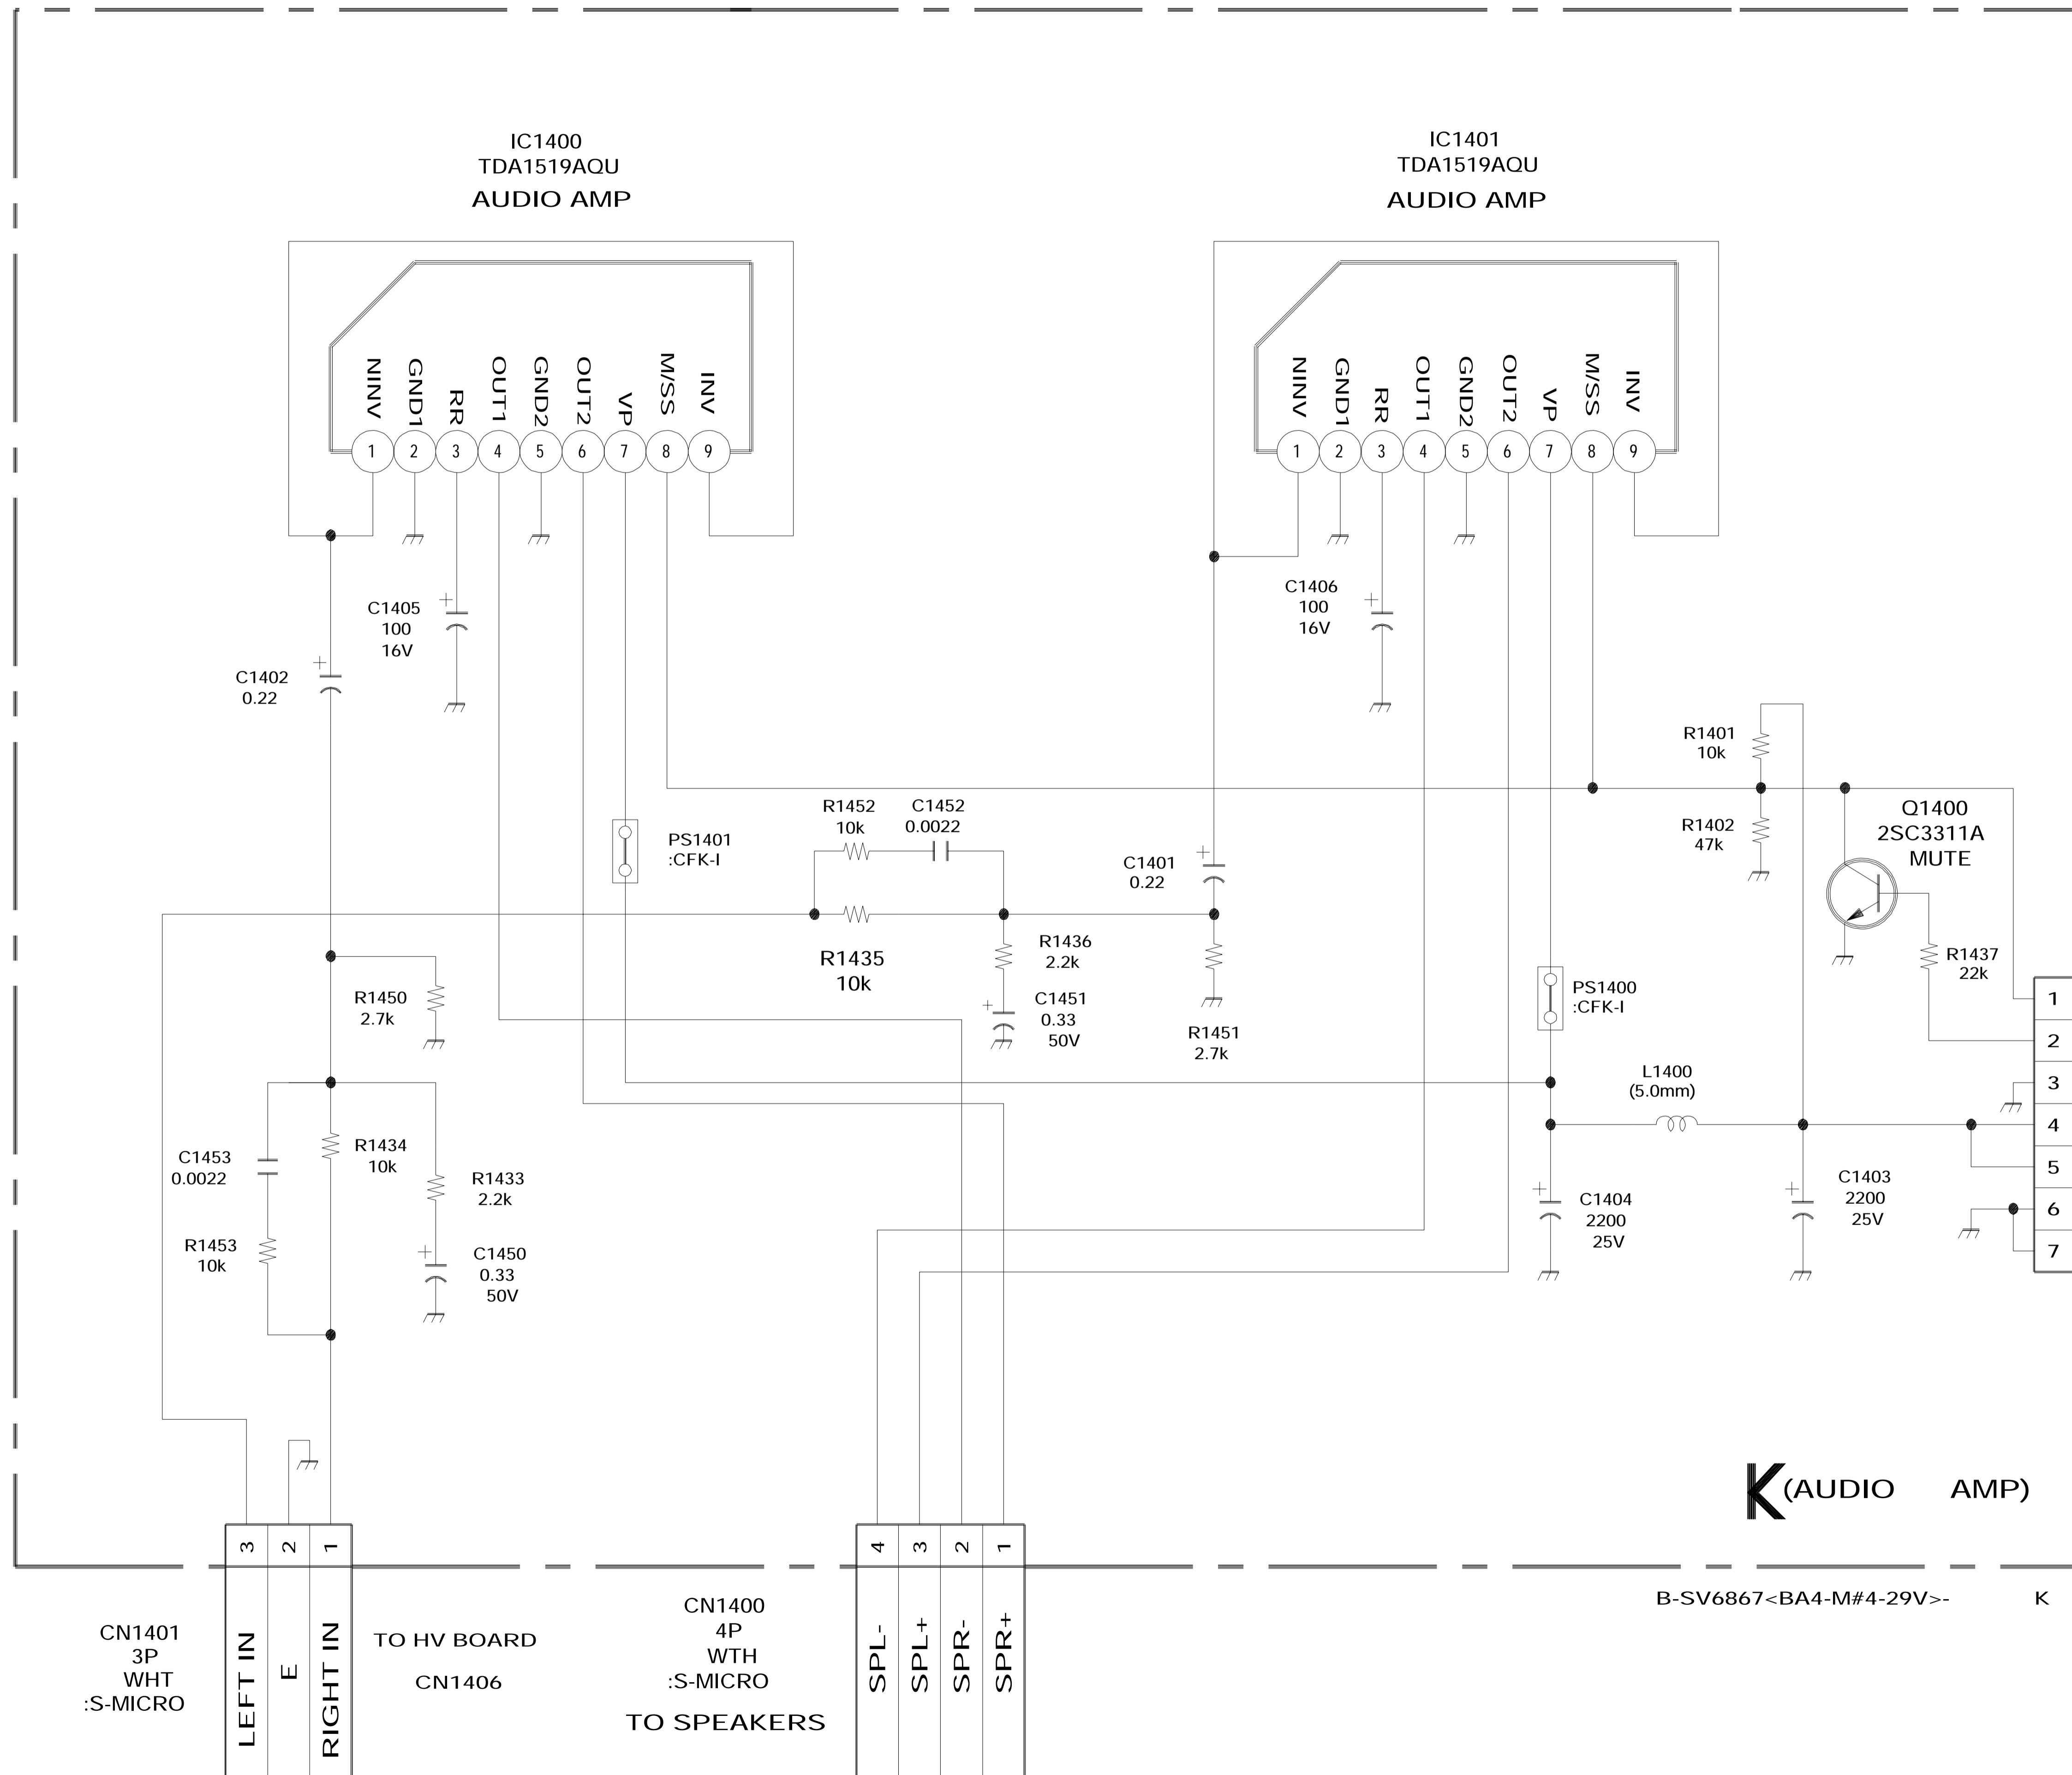 IC1400
TDA1519AQU
AUDIO AMP
IC1401
TDA1519AQU
AUDIO AMP
NINV
GND1
RR
OUT1
GND2
OUT2
VP
M/SS
INV
1 2 3 4 5 6 7 8 9
NINV
GND1
RR
OUT1
GND2
OUT2
VP
M/SS
INV
1 2 3 4 5 6 7 8 9
C1405
100
16V
C1406
100
16V
C1402
0.22
R1401
10k
R1402
47k
Q1400
2SC3311A
MUTE
R1452
10k
C1452
0.0022
PS1401
:CFK-I
C1401
0.22
R1435
10k
R1436
2.2k
C1451
0.33
50V
R1451
2.7k
R1437
22k
PS1400
:CFK-I
R1450
2.7k
L1400
(5.0mm)
C1453
0.0022
R1434
10k
R1433
2.2k
R1453
10k
C1450
0.33
50V
C1404
2200
25V
C1403
2200
25V
1
2
3
4
5
6
7
K (AUDIO AMP)
3 2 1
4 3 2 1
CN1401
3P
WHT
:S-MICRO
LEFT IN
E
RIGHT IN
TO HV BOARD
CN1406
CN1400
4P
WTH
:S-MICRO
TO SPEAKERS
SPL-
SPL+
SPR-
SPR+
B-SV6867<BA4-M#4-29V>- K